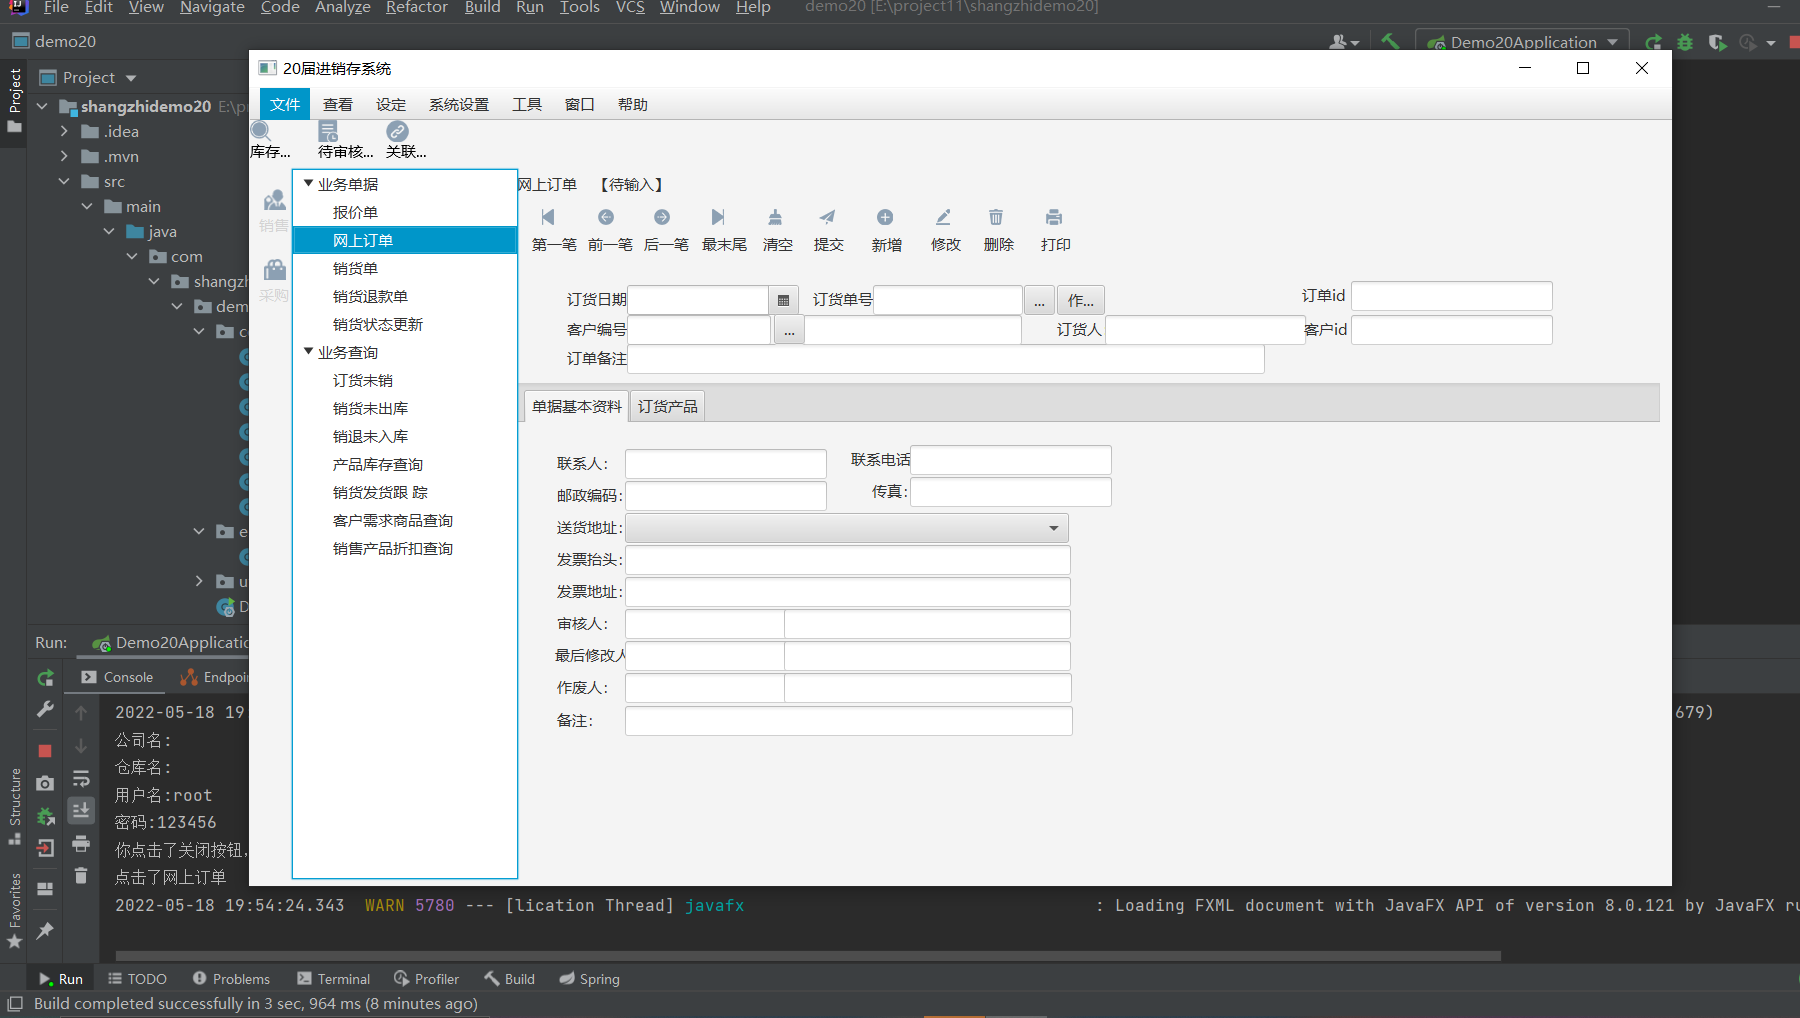 File Edit View Navigate Code Analyze Refactor Build Run Tools VCS Window Help demo20 [E:\project11\shangzhidemo20]
demo20
Demo20Application
Project
Project
shangzhidemo20 E:\p
.idea
.mvn
src
main
java
com
shangzh
dem
c
e
u
D
20届进销存系统
文件 查看 设定 系统设置 工具 窗口 帮助
库存... 待审核... 关联...
销售
采购
业务单据
报价单
网上订单
销货单
销货退款单
销货状态更新
业务查询
订货未销
销货未出库
销退未入库
产品库存查询
销货发货跟 踪
客户需求商品查询
销售产品折扣查询
网上订单 【待输入】
第一笔 前一笔 后一笔 最末尾 清空 提交 新增 修改 删除 打印
订货日期 订货单号 ... 作... 订单id
客户编号 ... 订货人 客户id
订单备注
单据基本资料 订货产品
联系人: 联系电话
邮政编码: 传真:
送货地址:
发票抬头:
发票地址:
审核人:
最后修改人
作废人:
备注:
Run: Demo20Applicatio
Console Endpoin
2022-05-18 19 679)
公司名:
仓库名:
用户名:root
密码:123456
你点击了关闭按钮,
点击了网上订单
2022-05-18 19:54:24.343 WARN 5780 --- [lication Thread] javafx : Loading FXML document with JavaFX API of version 8.0.121 by JavaFX ru
Structure
Favorites
Run TODO Problems Terminal Profiler Build Spring
Build completed successfully in 3 sec, 964 ms (8 minutes ago)